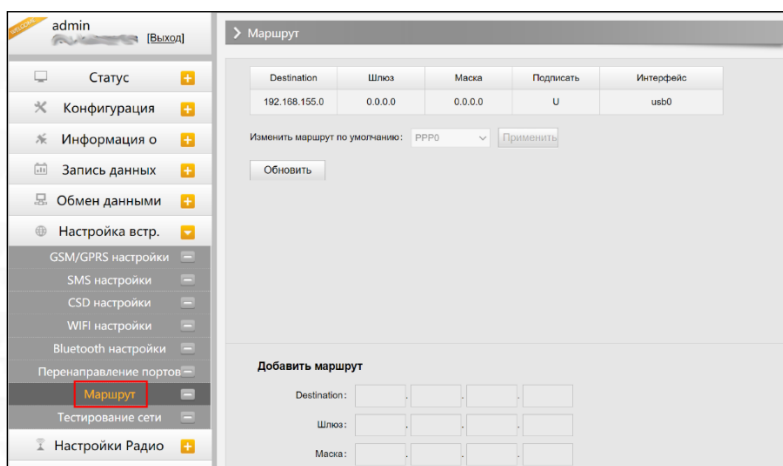 WELCOME
admin
[Выход]
Статус
Конфигурация
Информация о
Запись данных
Обмен данными
Настройка встр.
GSM/GPRS настройки
SMS настройки
CSD настройки
WIFI настройки
Bluetooth настройки
Перенаправление портов
Маршрут
Тестирование сети
Настройки Радио
Маршрут
Destination Шлюз Маска Подписать Интерфейс
192.168.155.0 0.0.0.0 0.0.0.0 U usb0
Изменить маршрут по умолчанию: PPP0 Применить
Обновить
Добавить маршрут
Destination:
Шлюз:
Маска: